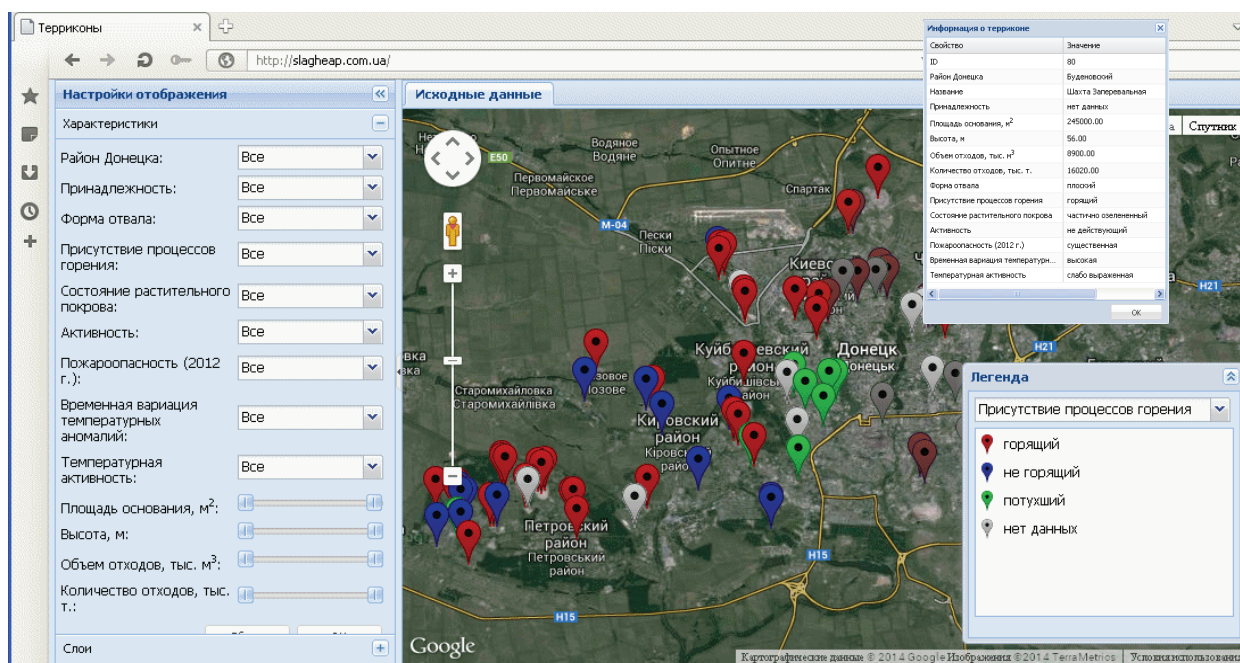 Терриконы
http://slagheap.com.ua/
Настройки отображения
Характеристики
Район Донецка:
Все
Принадлежность:
Все
Форма отвала:
Все
Присутствие процессов
горения:
Все
Состояние растительного
покрова:
Все
Активность:
Все
Пожароопасность (2012
г.):
Все
Временная вариация
температурных
аномалий:
Все
Температурная
активность:
Все
Площадь основания, м²:
Высота, м:
Объем отходов, тыс. м³:
Количество отходов, тыс.
т.:
Слои
Исходные данные
E50
Водяное
Водяне
Опытное
Опитне
Первомайское
Первомайське
Спартак
М-04
Пески
Піски
Старомихайловка
Старомихайлівка
Донецк
Донецьк
Кировский
район
Петровский
район
Петровський
район
H15
H15
H21
H21
Google
Спутник
Информация о терриконе
Свойство Значение
ID 80
Район Донецка Буденовский
Название Шахта Заперевальная
Принадлежность нет данных
Площадь основания, м² 245000.00
Высота, м 56.00
Объем отходов, тыс. м³ 8900.00
Количество отходов, тыс. т. 16020.00
Форма отвала плоский
Присутствие процессов горения горящий
Состояние растительного покрова частично озелененный
Активность не действующий
Пожароопасность (2012 г.) существенная
Временная вариация температурн... высокая
Температурная активность слабо выраженная
ОК
Легенда
Присутствие процессов горения
горящий
не горящий
потухший
нет данных
Картографические данные © 2014 Google Изображения ©2014 TerraMetrics
Условия использования